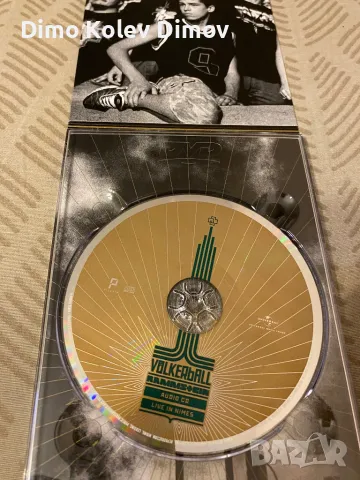 Dimo Kolev Dimov
VÖLKERbALL
RAMMSTEIN
AUDIO CD
LIVE IN NIMES
BAZAR